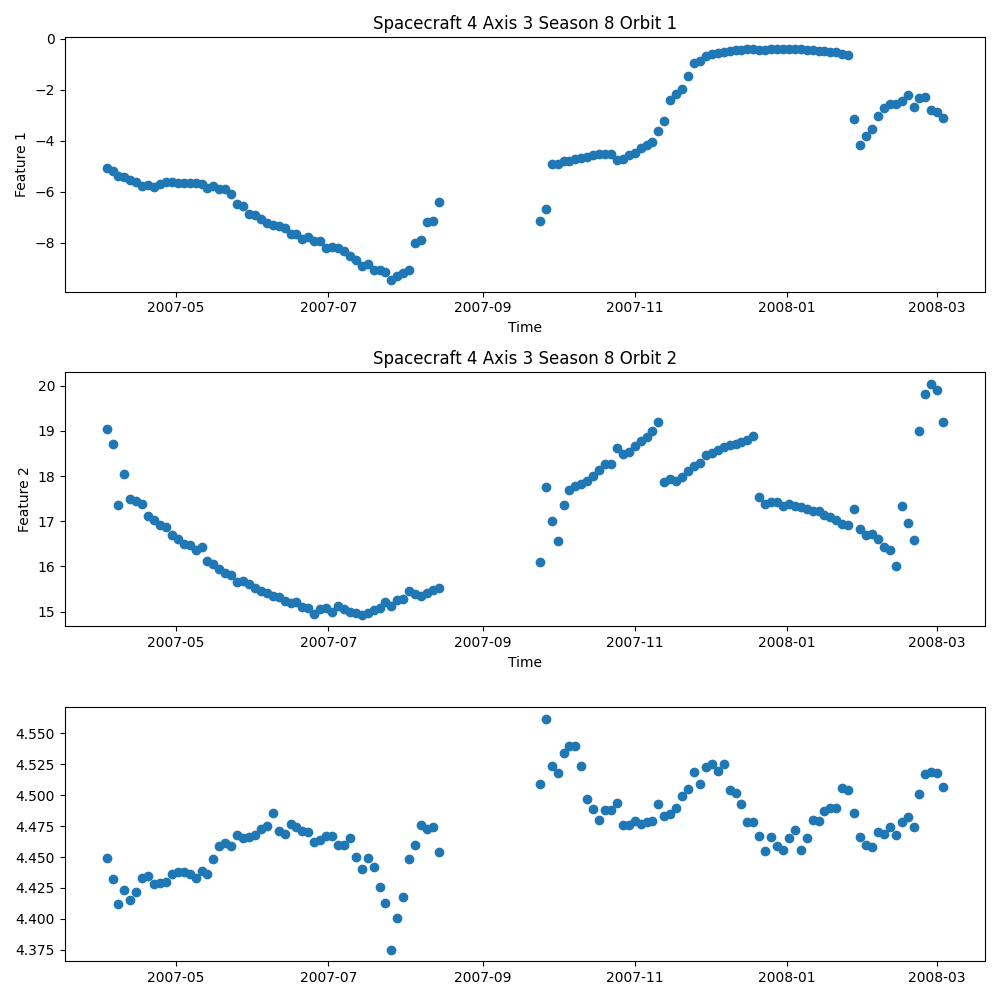 Spacecraft 4 Axis 3 Season 8 Orbit 1
0
−2
−4
−6
−8
Feature 1
2007-05 2007-07 2007-09 2007-11 2008-01 2008-03
Time
Spacecraft 4 Axis 3 Season 8 Orbit 2
20
19
18
17
16
15
Feature 2
2007-05 2007-07 2007-09 2007-11 2008-01 2008-03
Time
4.550
4.525
4.500
4.475
4.450
4.425
4.400
4.375
2007-05 2007-07 2007-09 2007-11 2008-01 2008-03